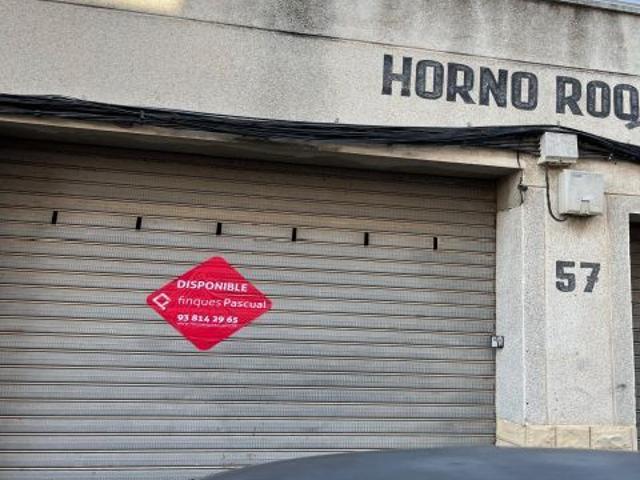 HORNO ROQ
57
DISPONIBLE
finques Pascual
93 814 29 65